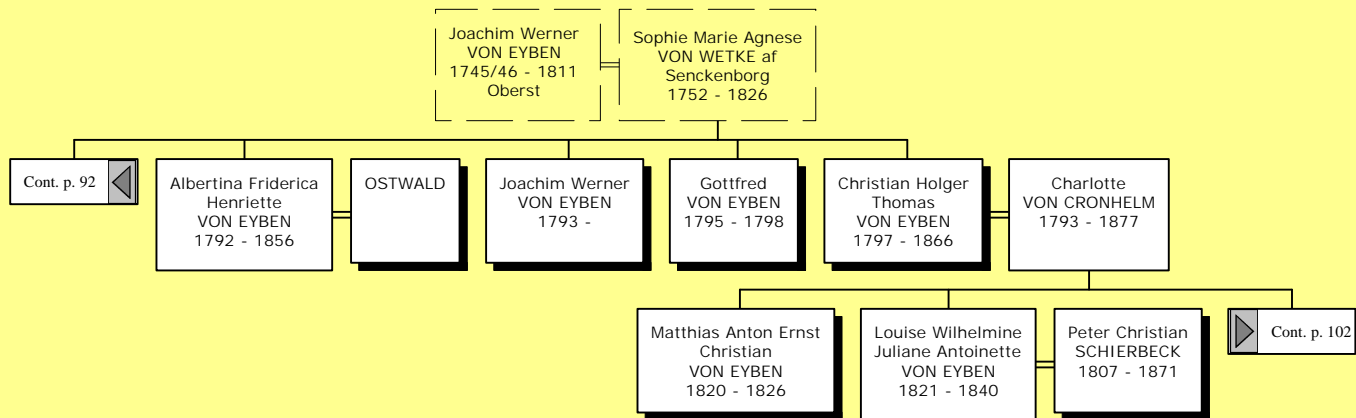 Joachim Werner
VON EYBEN
1745/46 - 1811
Oberst
Sophie Marie Agnese
VON WETKE af
Senckenborg
1752 - 1826
Cont. p. 92
Albertina Friderica
Henriette
VON EYBEN
1792 - 1856
OSTWALD
Joachim Werner
VON EYBEN
1793 -
Gottfred
VON EYBEN
1795 - 1798
Christian Holger
Thomas
VON EYBEN
1797 - 1866
Charlotte
VON CRONHELM
1793 - 1877
Matthias Anton Ernst
Christian
VON EYBEN
1820 - 1826
Louise Wilhelmine
Juliane Antoinette
VON EYBEN
1821 - 1840
Peter Christian
SCHIERBECK
1807 - 1871
Cont. p. 102